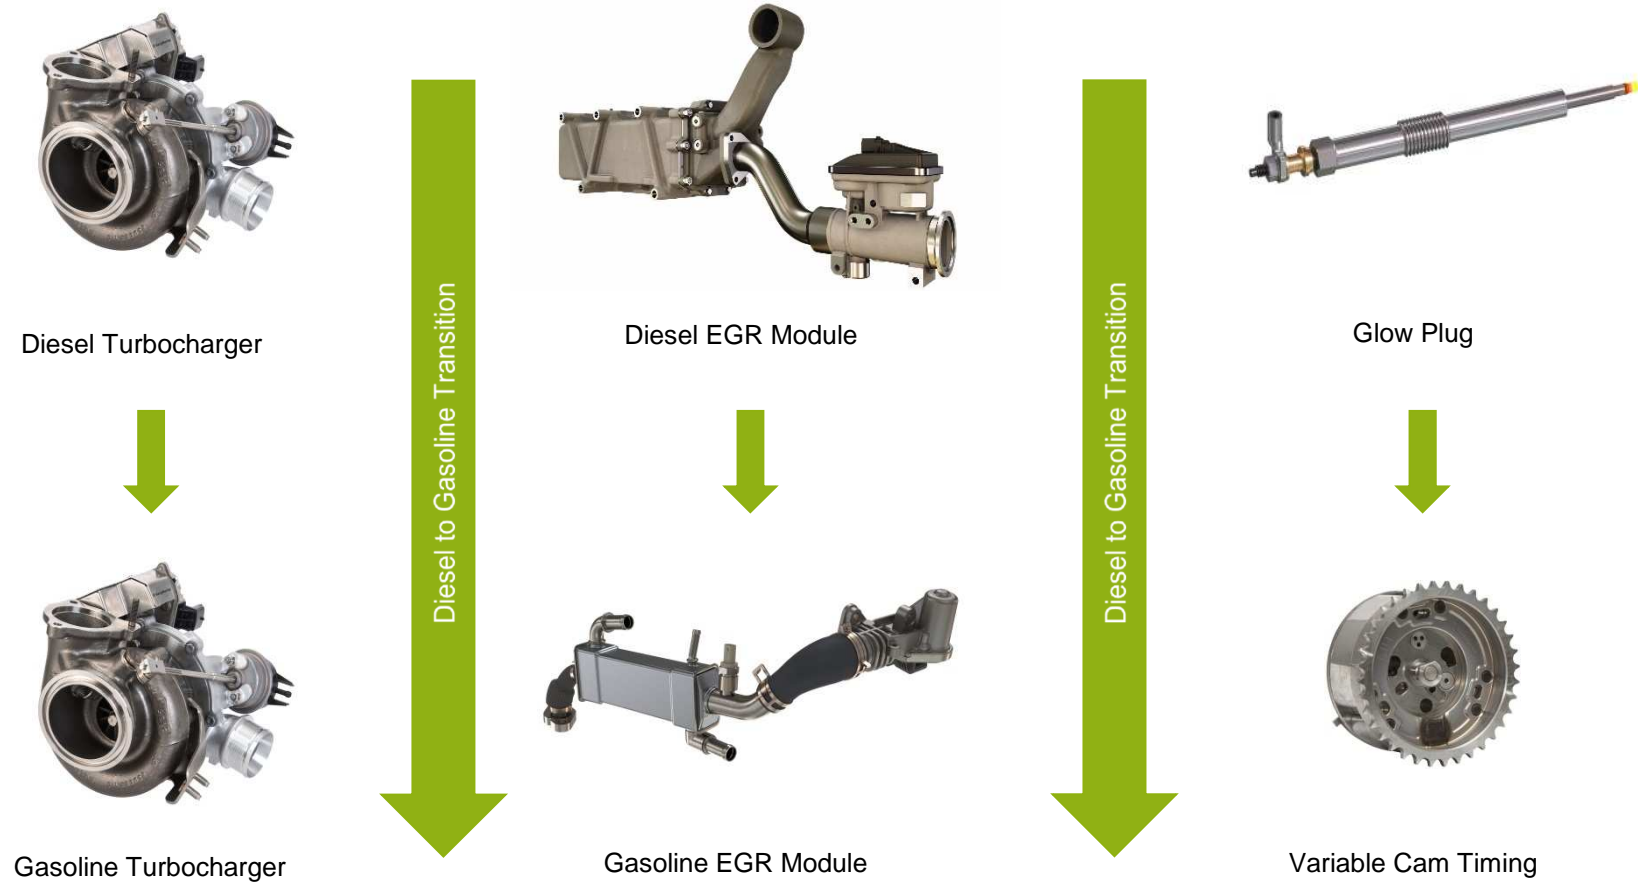 Diesel Turbocharger
Diesel to Gasoline Transition
Diesel EGR Module
Diesel to Gasoline Transition
Glow Plug
Gasoline Turbocharger
Gasoline EGR Module
Variable Cam Timing